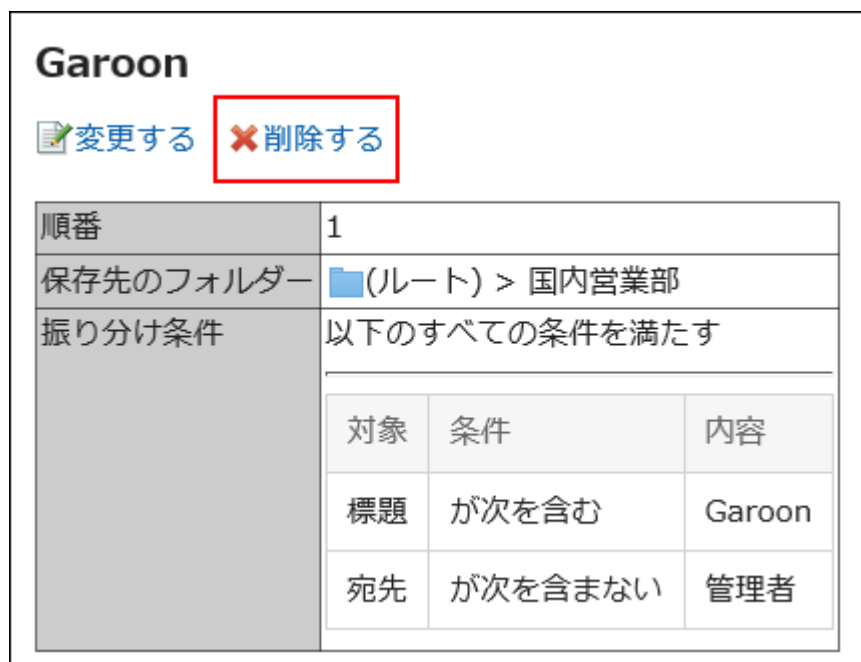 Garoon
変更する 削除する
順番 1
保存先のフォルダー (ルート) > 国内営業部
振り分け条件 以下のすべての条件を満たす
対象 条件 内容
標題 が次を含む Garoon
宛先 が次を含まない 管理者